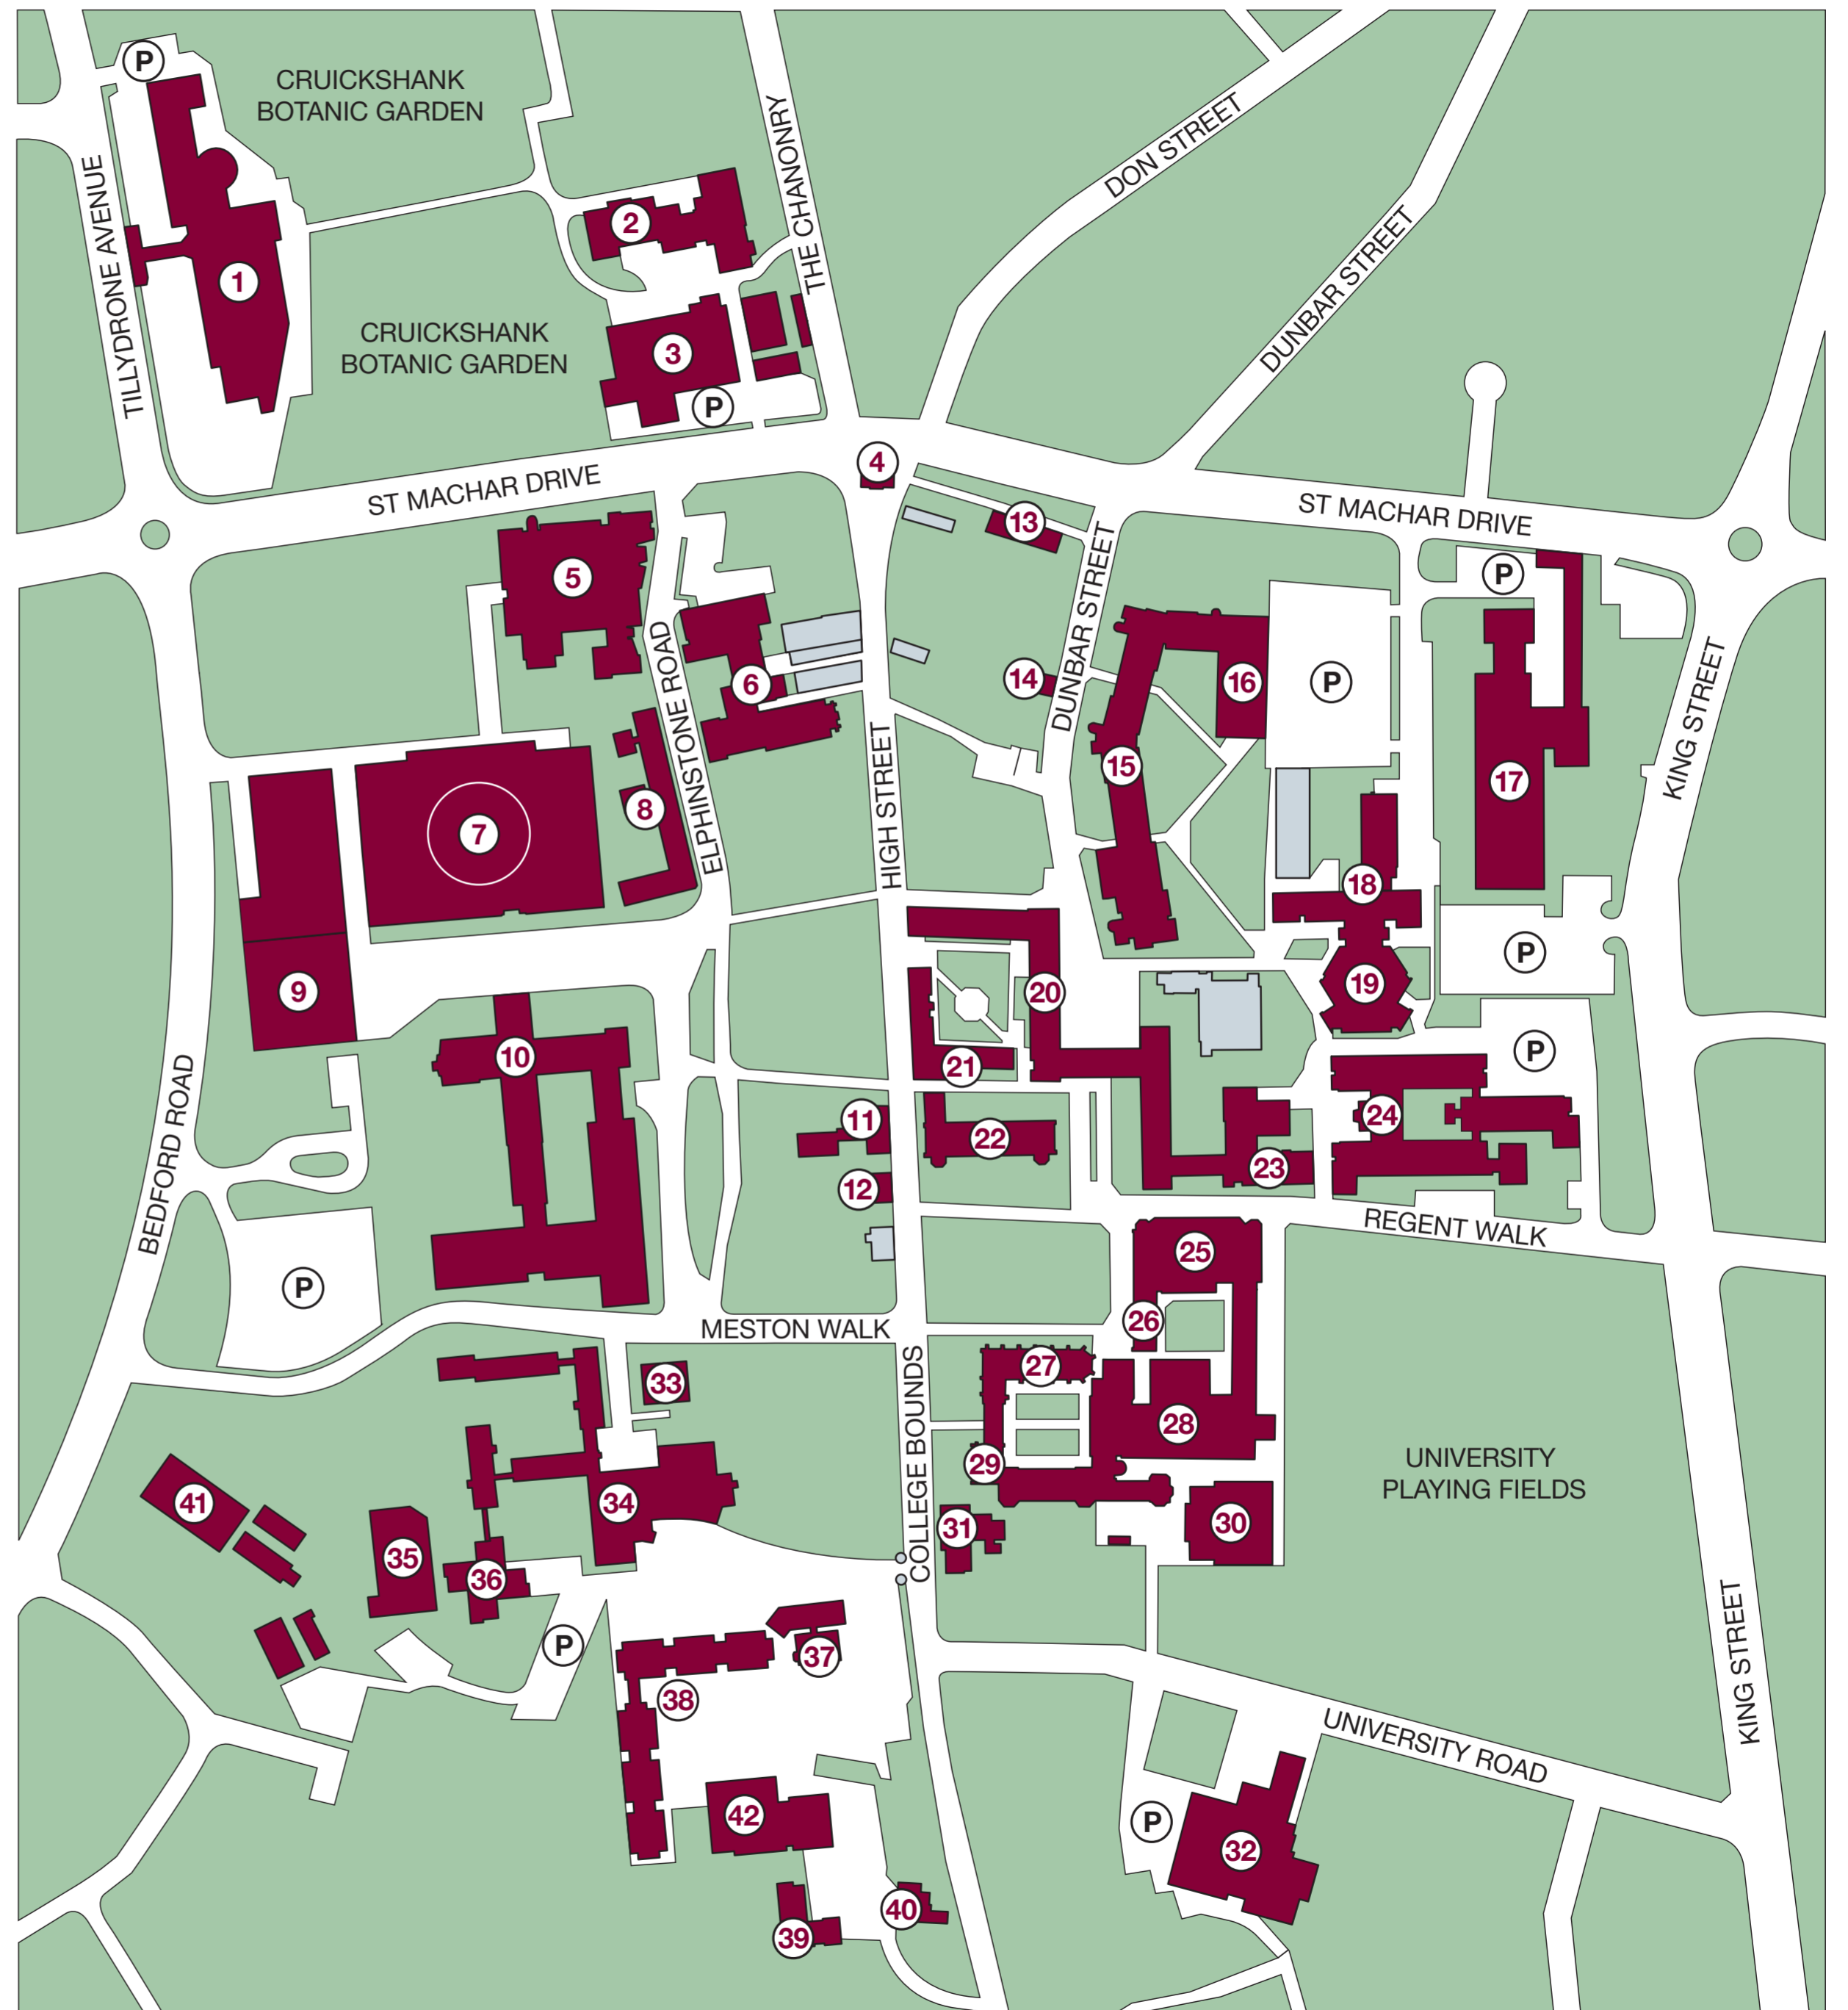 P
CRUICKSHANK
BOTANIC GARDEN
THE CHANONRY
DON STREET
TILLYDRONE AVENUE
2
DUNBAR STREET
1
CRUICKSHANK
BOTANIC GARDEN
3
P
4
ST MACHAR DRIVE
ST MACHAR DRIVE
13
5
P
DUNBAR STREET
ELPHINSTONE ROAD
6
14
16
P
KING STREET
15
17
8
7
HIGH STREET
18
P
19
9
20
10
21
P
BEDFORD ROAD
11
22
24
12
23
REGENT WALK
25
P
26
MESTON WALK
27
33
COLLEGE BOUNDS
28
UNIVERSITY
PLAYING FIELDS
29
41
34
31
30
35
36
P
37
KING STREET
38
UNIVERSITY ROAD
42
P
32
40
39